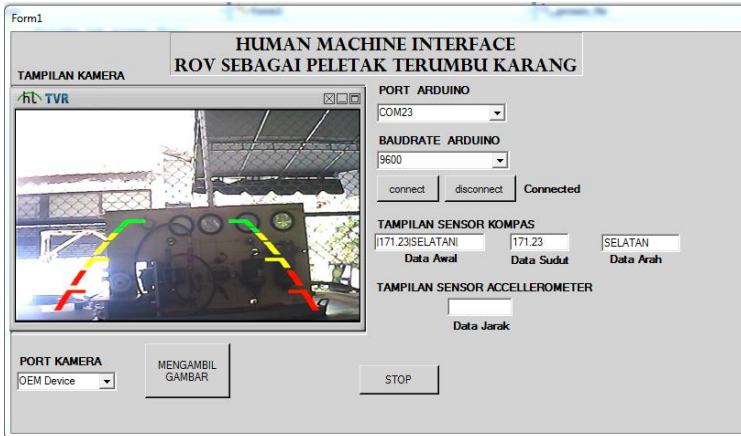 Form1
HUMAN MACHINE INTERFACE
ROV SEBAGAI PELETAK TERUMBU KARANG
TAMPILAN KAMERA
TVR
PORT ARDUINO
COM23
BAUDRATE ARDUINO
9600
connect disconnect Connected
TAMPILAN SENSOR KOMPAS
|171.23|SELATAN| 171.23 SELATAN
Data Awal Data Sudut Data Arah
TAMPILAN SENSOR ACCELLEROMETER
Data Jarak
PORT KAMERA
OEM Device
MENGAMBIL
GAMBAR
STOP